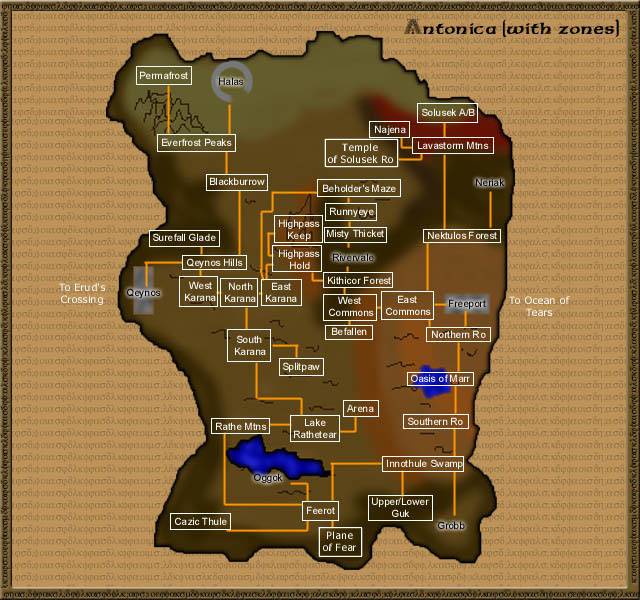 Antonica (with zones)
Permafrost
Halas
Solusek A/B
Najena
Temple
of Solusek Ro
Lavastorm Mtns
Everfrost Peaks
Blackburrow
Beholder's Maze
Neriak
Runnyeye
Highpass
Keep
Misty Thicket
Nektulos Forest
Surefall Glade
Highpass
Hold
Rivervale
Qeynos Hills
Kithicor Forest
To Erud's
Crossing
Qeynos
West
Karana
North
Karana
East
Karana
West
Commons
East
Commons
Freeport
To Ocean of
Tears
Befallen
Northern Ro
South
Karana
Splitpaw
Oasis of Marr
Arena
Rathe Mtns
Lake
Rathetear
Southern Ro
Innothule Swamp
Oggok
Feerot
Upper/Lower
Guk
Cazic Thule
Grobb
Plane
of Fear